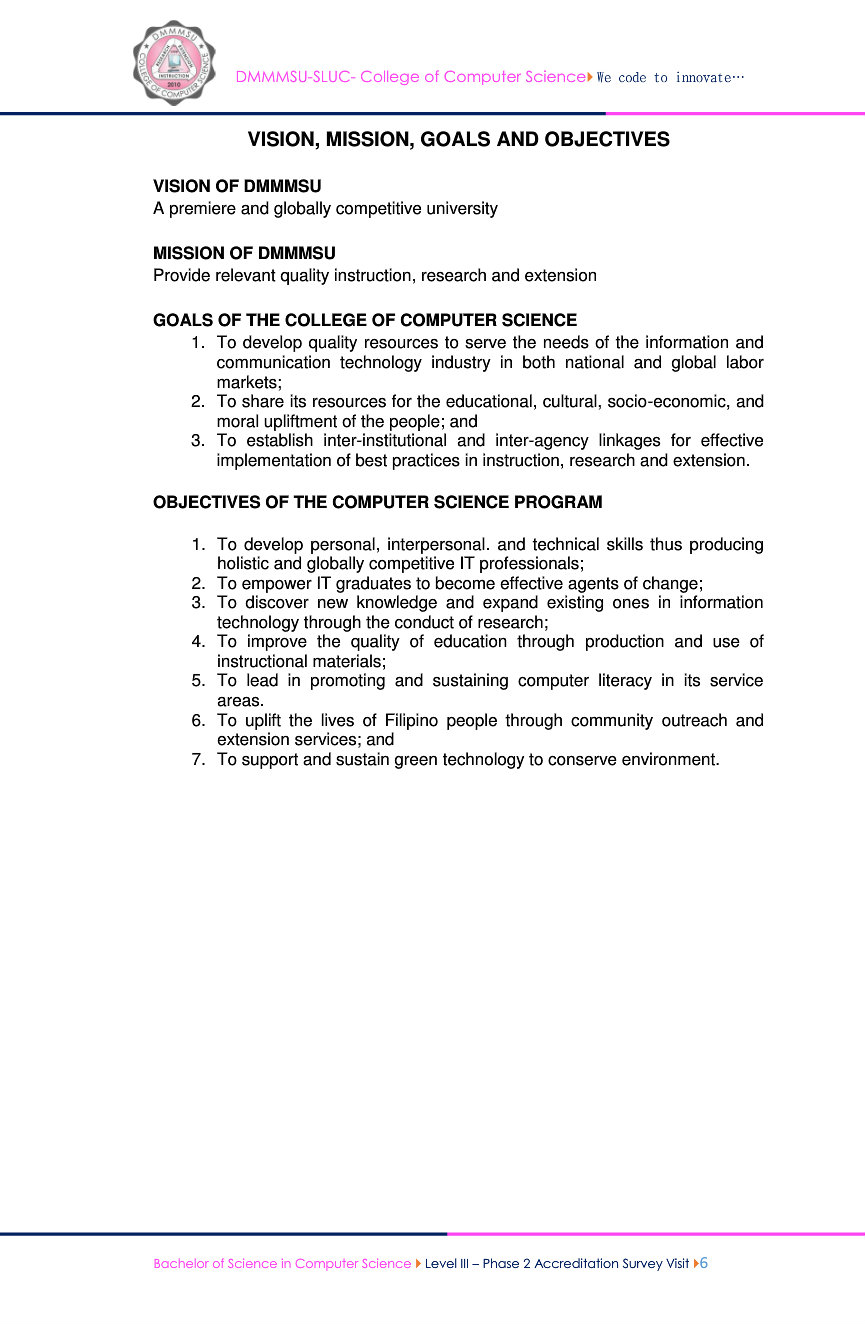 DMMMSU
COLLEGE OF COMPUTER SCIENCE
RESEARCH
EXTENSION
INSTRUCTION
2010
DMMMSU-SLUC- College of Computer Science We code to innovate…
VISION, MISSION, GOALS AND OBJECTIVES
VISION OF DMMMSU
A premiere and globally competitive university
MISSION OF DMMMSU
Provide relevant quality instruction, research and extension
GOALS OF THE COLLEGE OF COMPUTER SCIENCE
1. To develop quality resources to serve the needs of the information and
communication technology industry in both national and global labor
markets;
2. To share its resources for the educational, cultural, socio-economic, and
moral upliftment of the people; and
3. To establish inter-institutional and inter-agency linkages for effective
implementation of best practices in instruction, research and extension.
OBJECTIVES OF THE COMPUTER SCIENCE PROGRAM
1. To develop personal, interpersonal. and technical skills thus producing
holistic and globally competitive IT professionals;
2. To empower IT graduates to become effective agents of change;
3. To discover new knowledge and expand existing ones in information
technology through the conduct of research;
4. To improve the quality of education through production and use of
instructional materials;
5. To lead in promoting and sustaining computer literacy in its service
areas.
6. To uplift the lives of Filipino people through community outreach and
extension services; and
7. To support and sustain green technology to conserve environment.
Bachelor of Science in Computer Science Level III – Phase 2 Accreditation Survey Visit 6